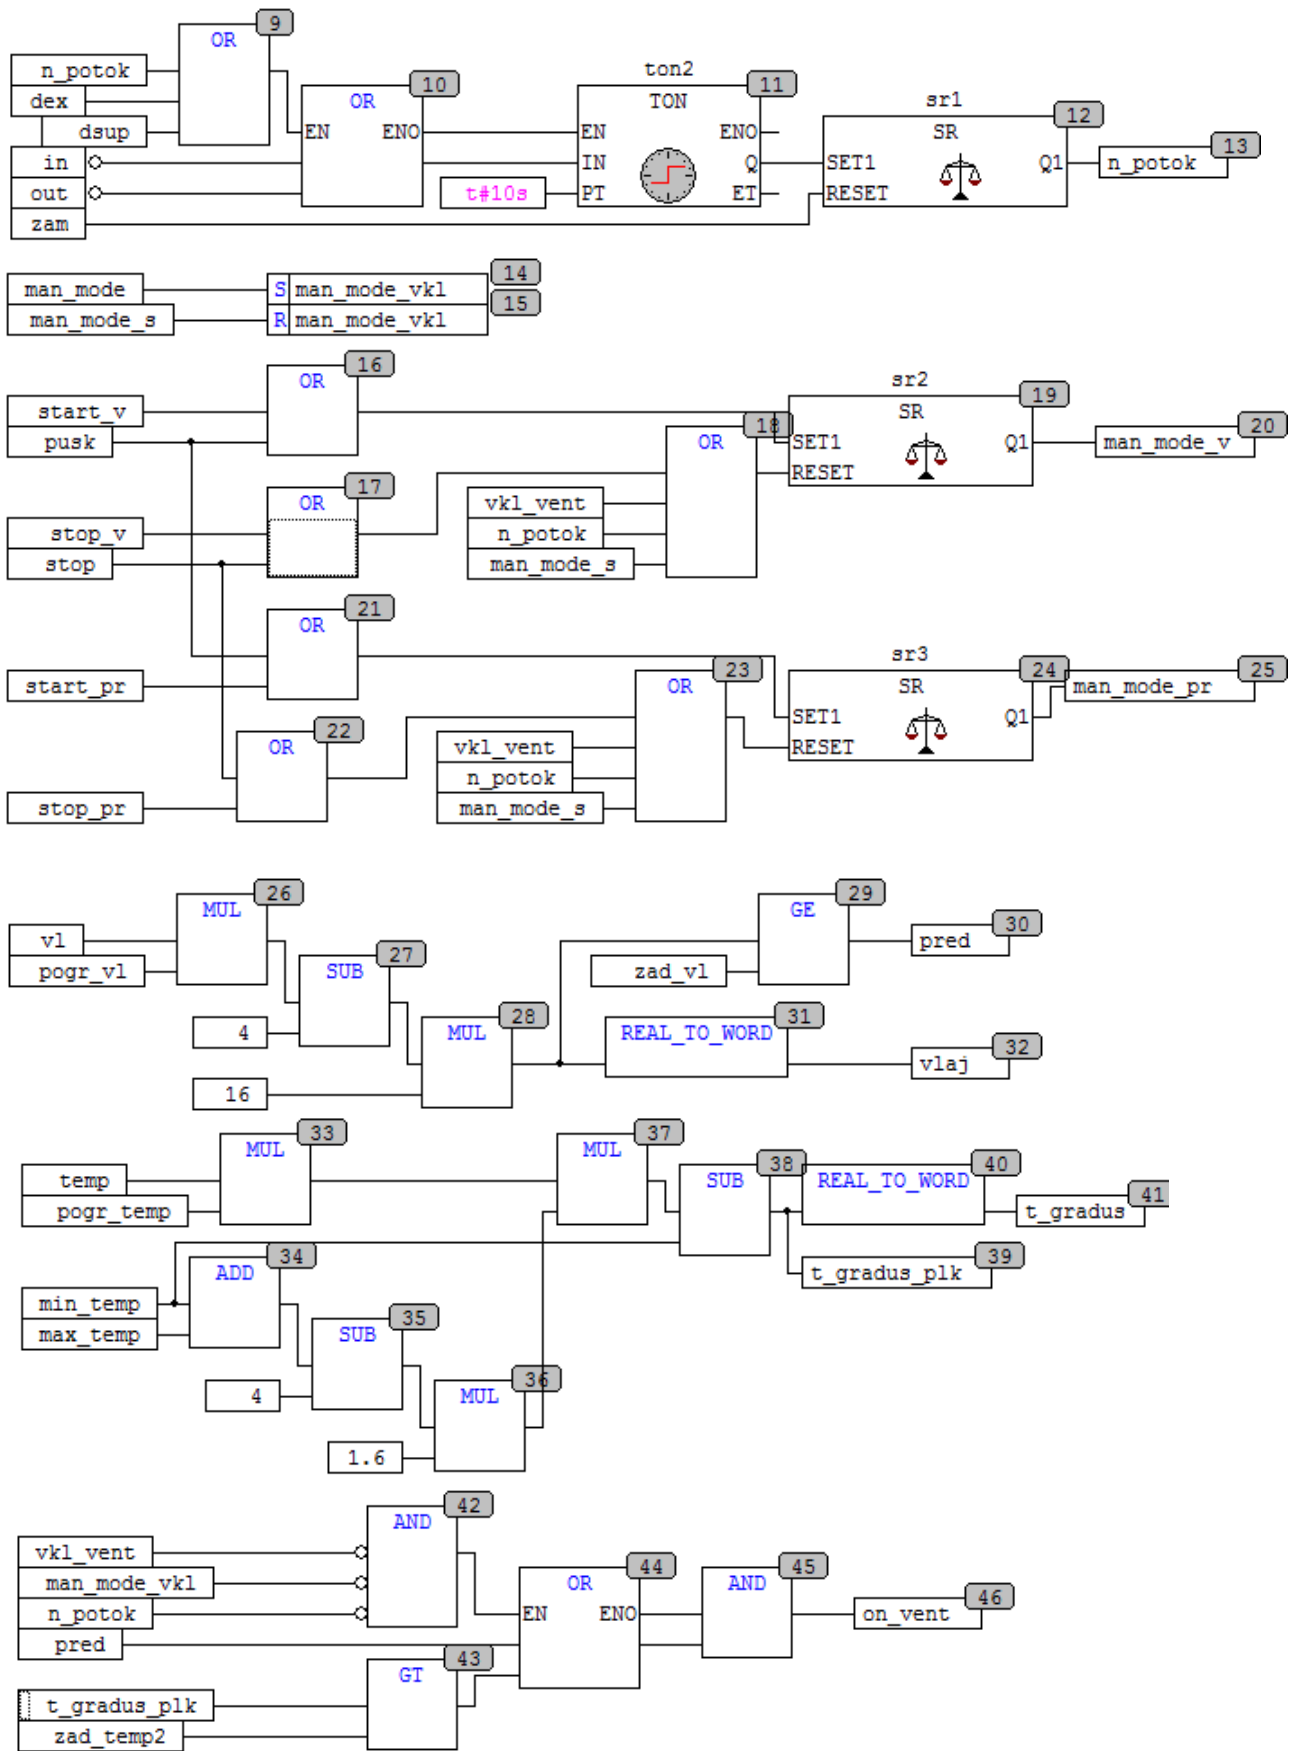 9
OR
n_potok
dex
dsup
in
out
zam
10
OR
EN ENO
ton2
11
TON
EN ENO
IN Q
t#10s
PT ET
sr1
12
SR
SET1 Q1
RESET
13
n_potok
man_mode
S man_mode_vkl
14
man_mode_s
R man_mode_vkl
15
16
OR
start_v
pusk
17
OR
stop_v
stop
18
OR
vkl_vent
n_potok
man_mode_s
sr2
19
SR
SET1 Q1
RESET
20
man_mode_v
21
OR
start_pr
22
OR
stop_pr
23
OR
vkl_vent
n_potok
man_mode_s
sr3
24
SR
SET1 Q1
RESET
25
man_mode_pr
26
MUL
vl
pogr_vl
27
SUB
4
28
MUL
16
29
GE
zad_vl
30
pred
31
REAL_TO_WORD
32
vlaj
33
MUL
temp
pogr_temp
34
ADD
min_temp
max_temp
35
SUB
4
36
MUL
1.6
37
MUL
38
SUB
40
REAL_TO_WORD
41
t_gradus
39
t_gradus_plk
42
AND
vkl_vent
man_mode_vkl
n_potok
pred
43
GT
t_gradus_plk
zad_temp2
44
OR
EN ENO
45
AND
46
on_vent